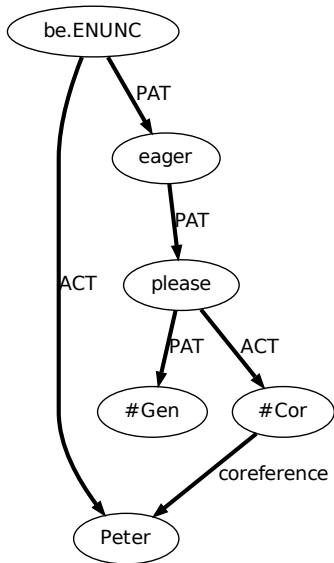 be.ENUNC
PAT
eager
PAT
ACT
please
PAT
ACT
#Gen
#Cor
coreference
Peter